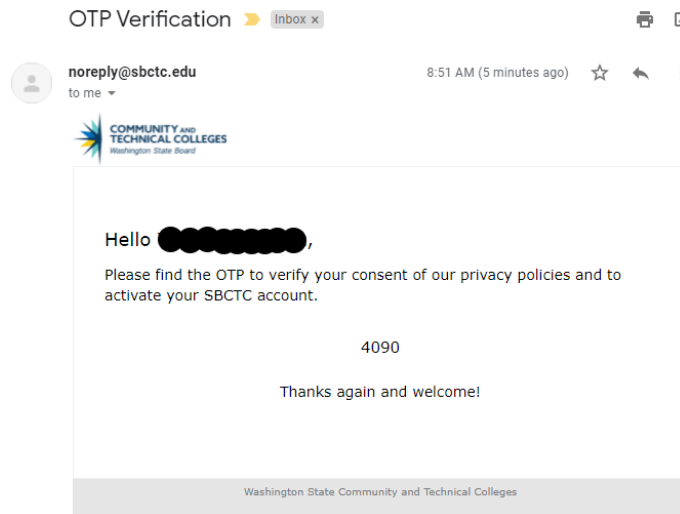 OTP Verification
Inbox x
noreply@sbctc.edu
8:51 AM (5 minutes ago)
to me
COMMUNITY AND
TECHNICAL COLLEGES
Washington State Board
Hello ,
Please find the OTP to verify your consent of our privacy policies and to
activate your SBCTC account.
4090
Thanks again and welcome!
Washington State Community and Technical Colleges